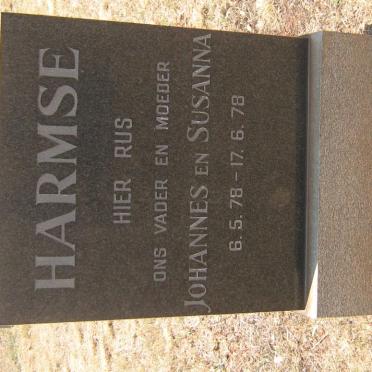 HARMSE
HIER RUS
ONS VADER EN MOEDER
JOHANNES EN SUSANNA
6. 5. 78 – 17. 6. 78